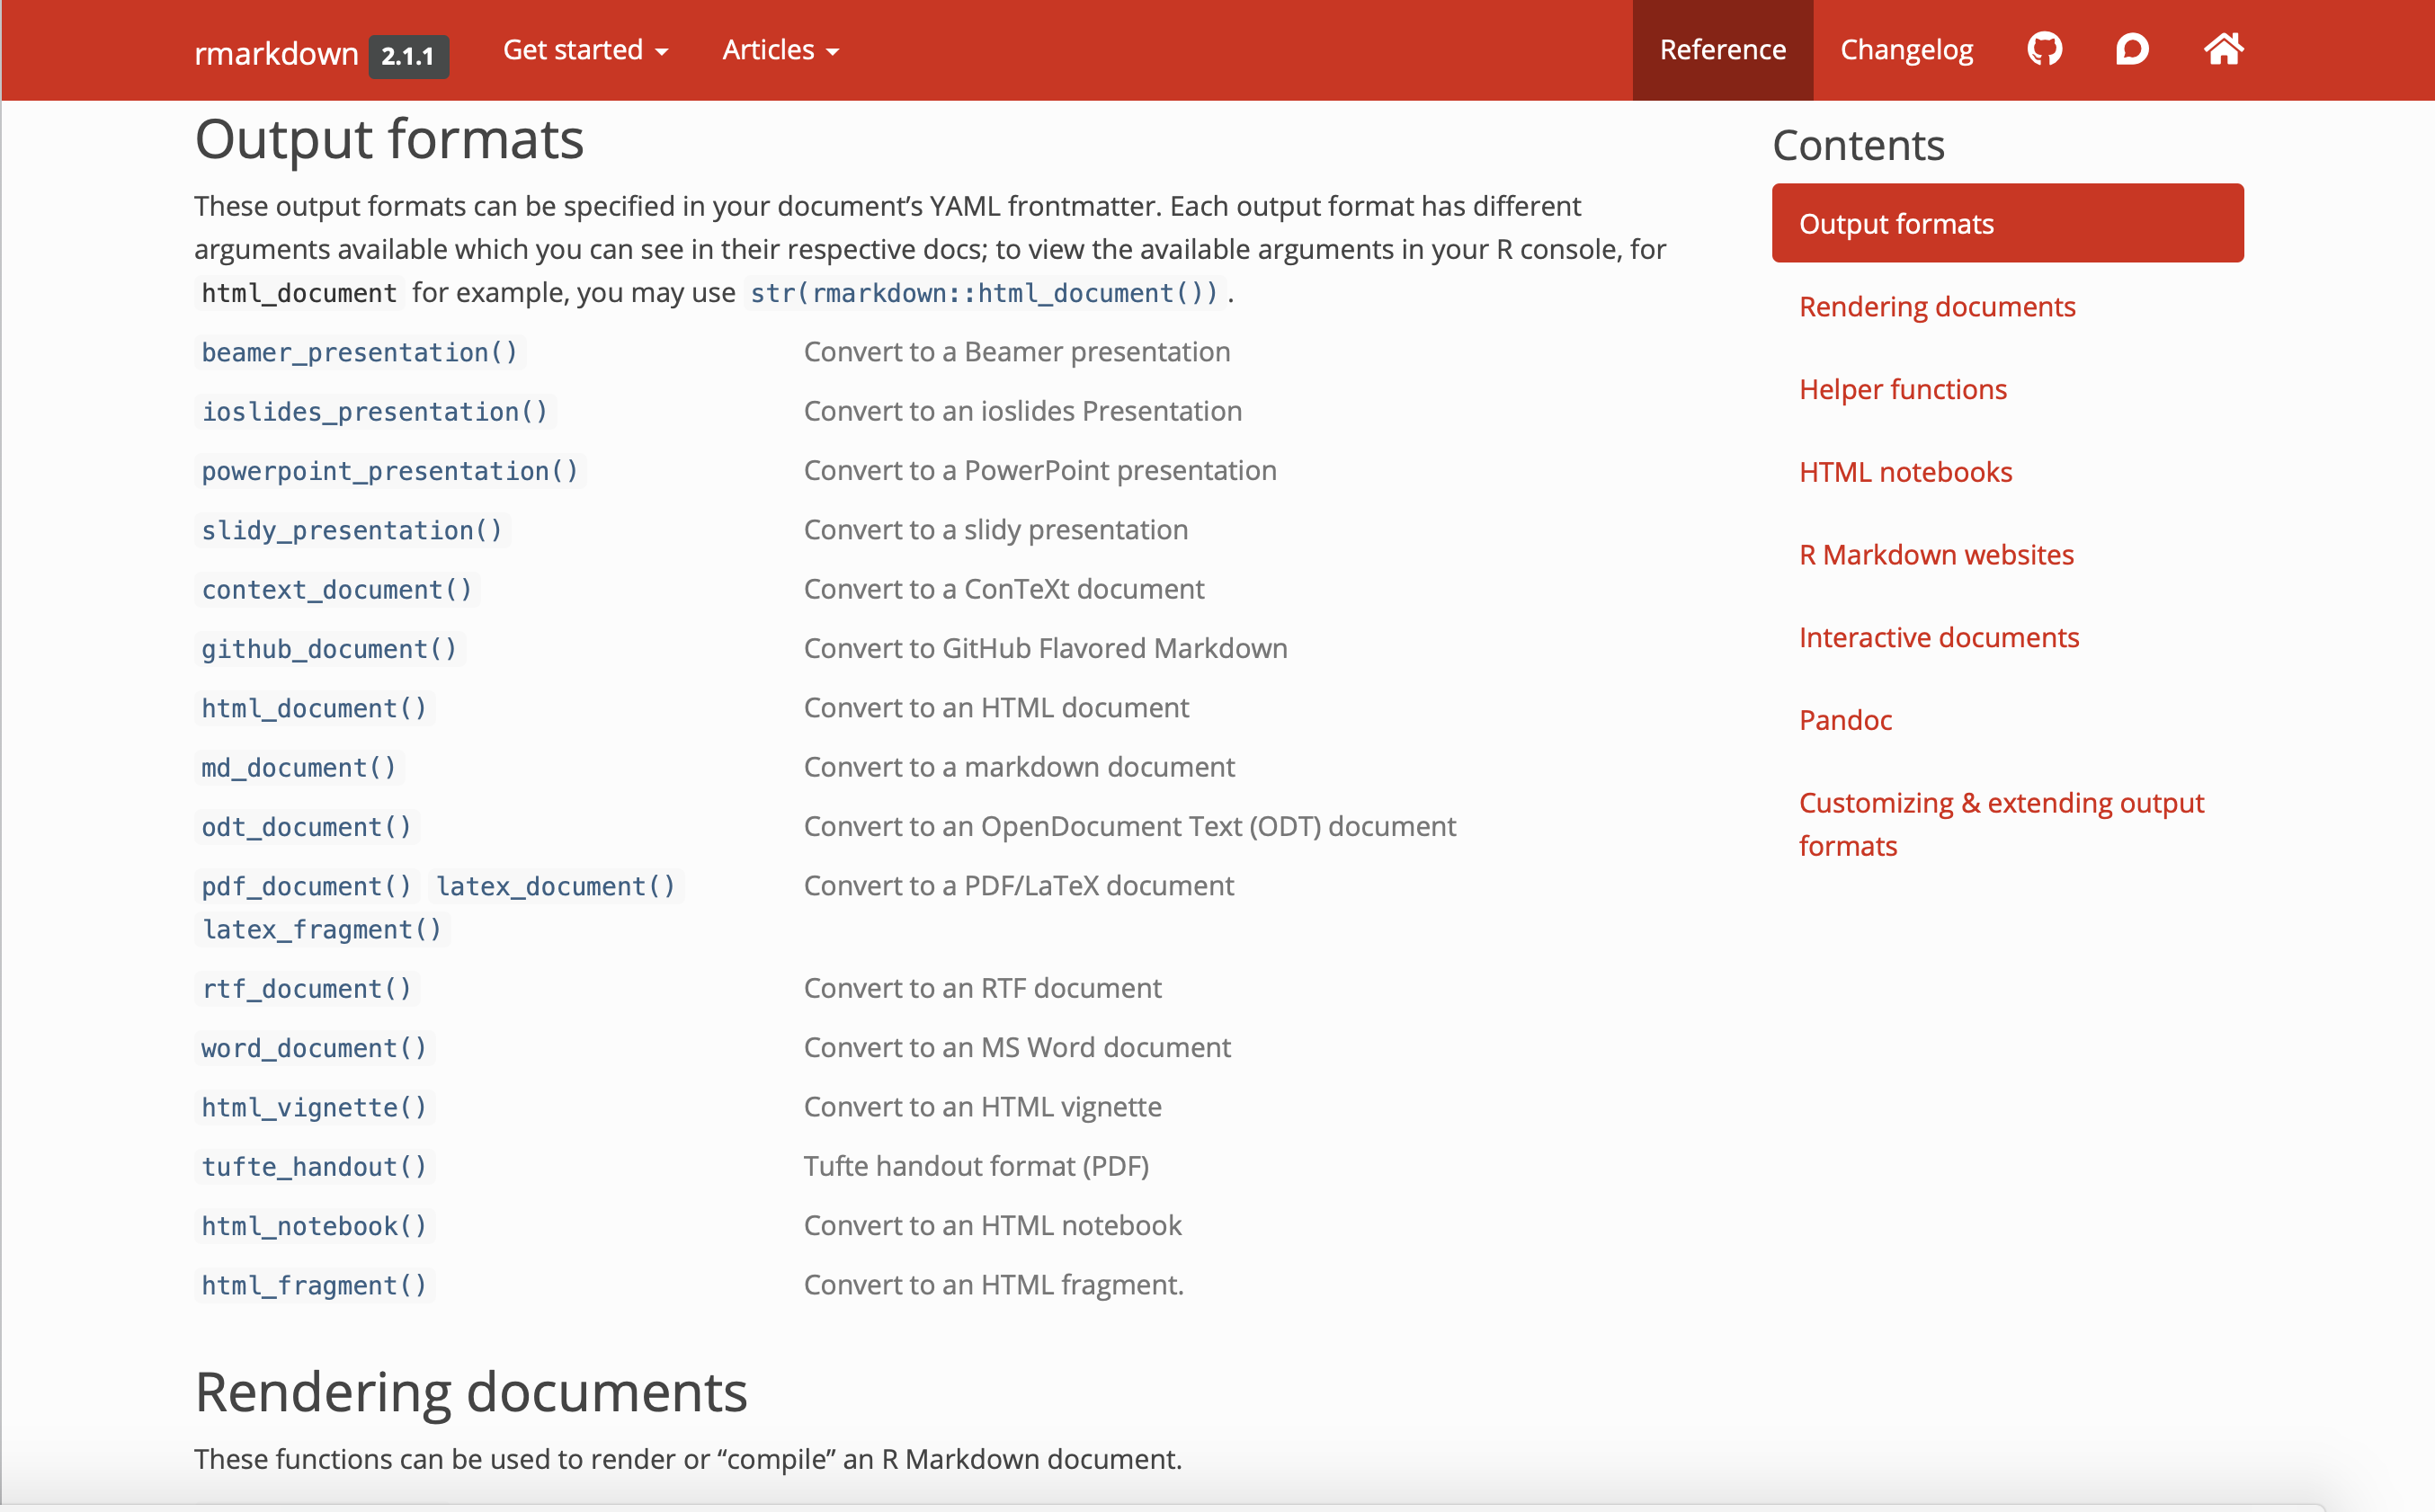 rmarkdown 2.1.1 Get started Articles Reference Changelog
Output formats
These output formats can be specified in your document’s YAML frontmatter. Each output format has different
arguments available which you can see in their respective docs; to view the available arguments in your R console, for
html_document for example, you may use str(rmarkdown::html_document()).
beamer_presentation() Convert to a Beamer presentation
ioslides_presentation() Convert to an ioslides Presentation
powerpoint_presentation() Convert to a PowerPoint presentation
slidy_presentation() Convert to a slidy presentation
context_document() Convert to a ConTeXt document
github_document() Convert to GitHub Flavored Markdown
html_document() Convert to an HTML document
md_document() Convert to a markdown document
odt_document() Convert to an OpenDocument Text (ODT) document
pdf_document() latex_document() Convert to a PDF/LaTeX document
latex_fragment()
rtf_document() Convert to an RTF document
word_document() Convert to an MS Word document
html_vignette() Convert to an HTML vignette
tufte_handout() Tufte handout format (PDF)
html_notebook() Convert to an HTML notebook
html_fragment() Convert to an HTML fragment.
Rendering documents
These functions can be used to render or “compile” an R Markdown document.
Contents
Output formats
Rendering documents
Helper functions
HTML notebooks
R Markdown websites
Interactive documents
Pandoc
Customizing & extending output
formats